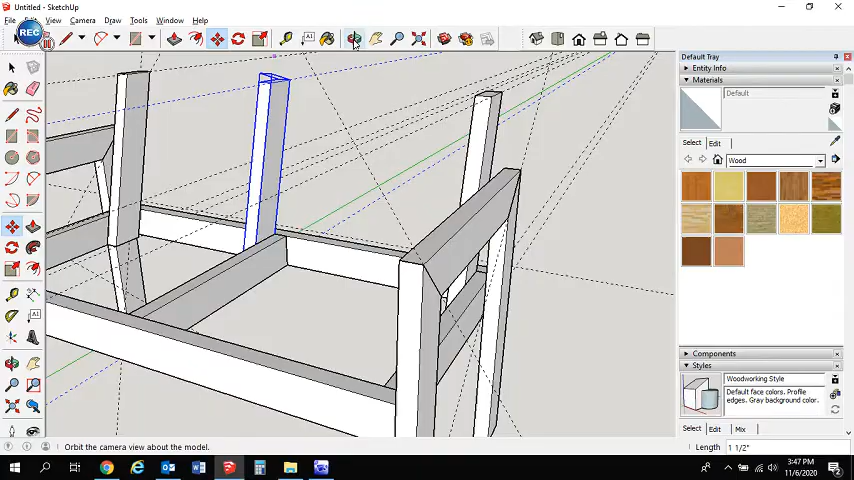 Untitled - SketchUp
REC
Edit View Camera Draw Tools Window Help
Default Tray
Entity Info
Materials
Default
Select Edit
Wood
Components
Styles
Woodworking Style
Default face colors. Profile
edges. Gray background color.
Select Edit Mix
Orbit the camera view about the model.
Length 1 1/2"
3:47 PM
11/6/2020